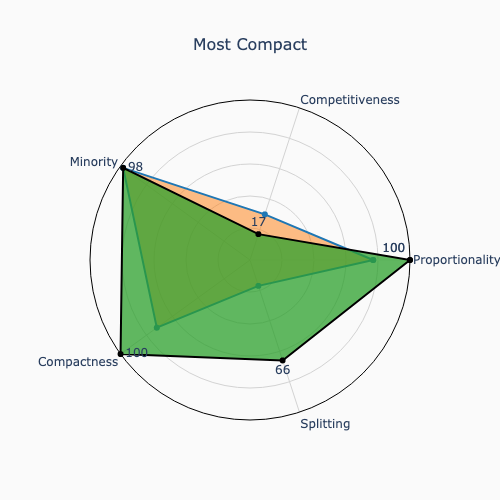 Most Compact
Competitiveness
Minority
98
17
100
Proportionality
Compactness
100
66
Splitting